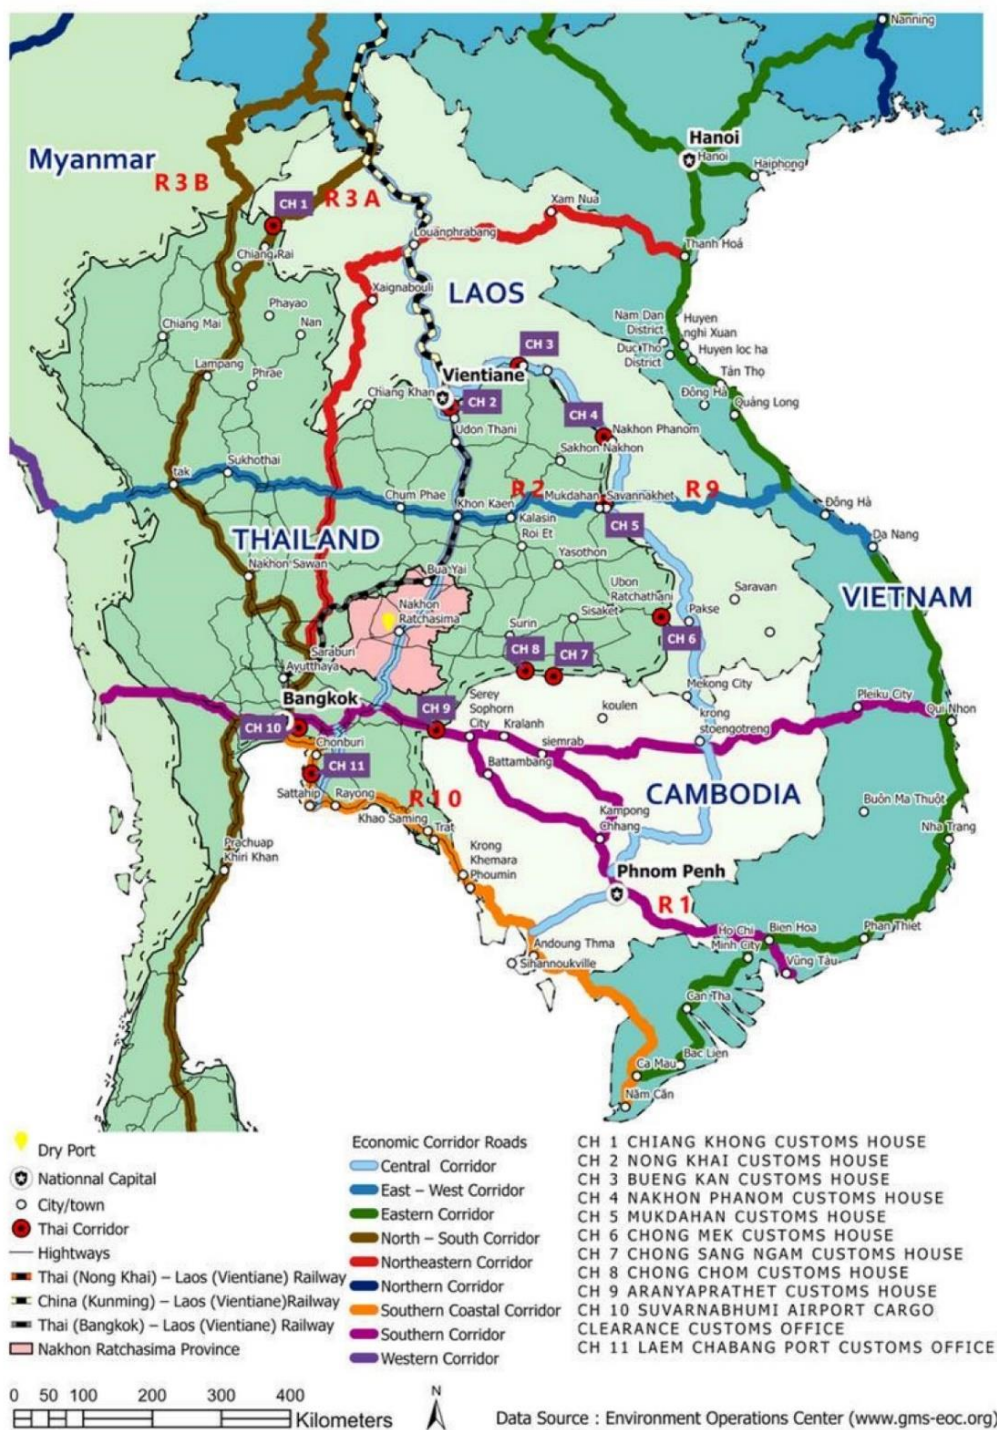 Nanning
Hanoi
Hanoi
Haiphong
Myanmar
R3B
CH 1
R3A
Xam Nua
Louanphrabang
Thanh Hoá
Chiang Rai
LAOS
Xaignabouli
Phayao
Nan
Chiang Mai
Nam Dan
District
Huyen
nghi Xuan
Duc Tho
District
Huyen loc ha
CH 3
Vientiane
Lampang
Phrae
Chiang Khan
CH 2
Tân Thọ
Đông Hà
Quảng Long
CH 4
Udon Thani
Nakhon Phanom
Sakhon Nakhon
Sukhothai
tak
Chum Phae
R2
Mukdahan
Savannakhet
R9
Khon Kaen
Kalasin
CH 5
Đông Hà
THAILAND
Roi Et
Yasothon
Da Nang
Nakhon Sawan
Bua Yai
Ubon
Ratchathani
Saravan
VIETNAM
Nakhon
Ratchasima
Sisaket
Pakse
Surin
CH 6
Saraburi
CH 8
CH 7
Ayutthaya
Bangkok
Mekong City
Serey
Sophorn
City
CH 9
Kralanh
koulen
krong
stoengotreng
Pleiku City
Qui Nhon
CH 10
Chonburi
siemrab
CH 11
Battambang
CAMBODIA
Sattahip
Rayong
R10
Khao Saming
Trat
Kampong
Chhang
Buôn Ma Thuột
Nha Trang
Prachuap
Khiri Khan
Krong
Khemara
Phoumin
Phnom Penh
R1
Ho Chi
Minh City
Bien Hoa
Phan Thiet
Vũng Tàu
Andoung Thma
Sihannoukville
Can Tha
Bac Lien
Ca Mau
Năm Căn
Dry Port
Nationnal Capital
City/town
Thai Corridor
Hightways
Thai (Nong Khai) – Laos (Vientiane) Railway
China (Kunming) – Laos (Vientiane)Railway
Thai (Bangkok) – Laos (Vientiane) Railway
Nakhon Ratchasima Province
Economic Corridor Roads
Central Corridor
East – West Corridor
Eastern Corridor
North – South Corridor
Northeastern Corridor
Northern Corridor
Southern Coastal Corridor
Southern Corridor
Western Corridor
CH 1 CHIANG KHONG CUSTOMS HOUSE
CH 2 NONG KHAI CUSTOMS HOUSE
CH 3 BUENG KAN CUSTOMS HOUSE
CH 4 NAKHON PHANOM CUSTOMS HOUSE
CH 5 MUKDAHAN CUSTOMS HOUSE
CH 6 CHONG MEK CUSTOMS HOUSE
CH 7 CHONG SANG NGAM CUSTOMS HOUSE
CH 8 CHONG CHOM CUSTOMS HOUSE
CH 9 ARANYAPRATHET CUSTOMS HOUSE
CH 10 SUVARNABHUMI AIRPORT CARGO
CLEARANCE CUSTOMS OFFICE
CH 11 LAEM CHABANG PORT CUSTOMS OFFICE
0 50 100 200 300 400
Kilometers
N
Data Source : Environment Operations Center (www.gms-eoc.org)